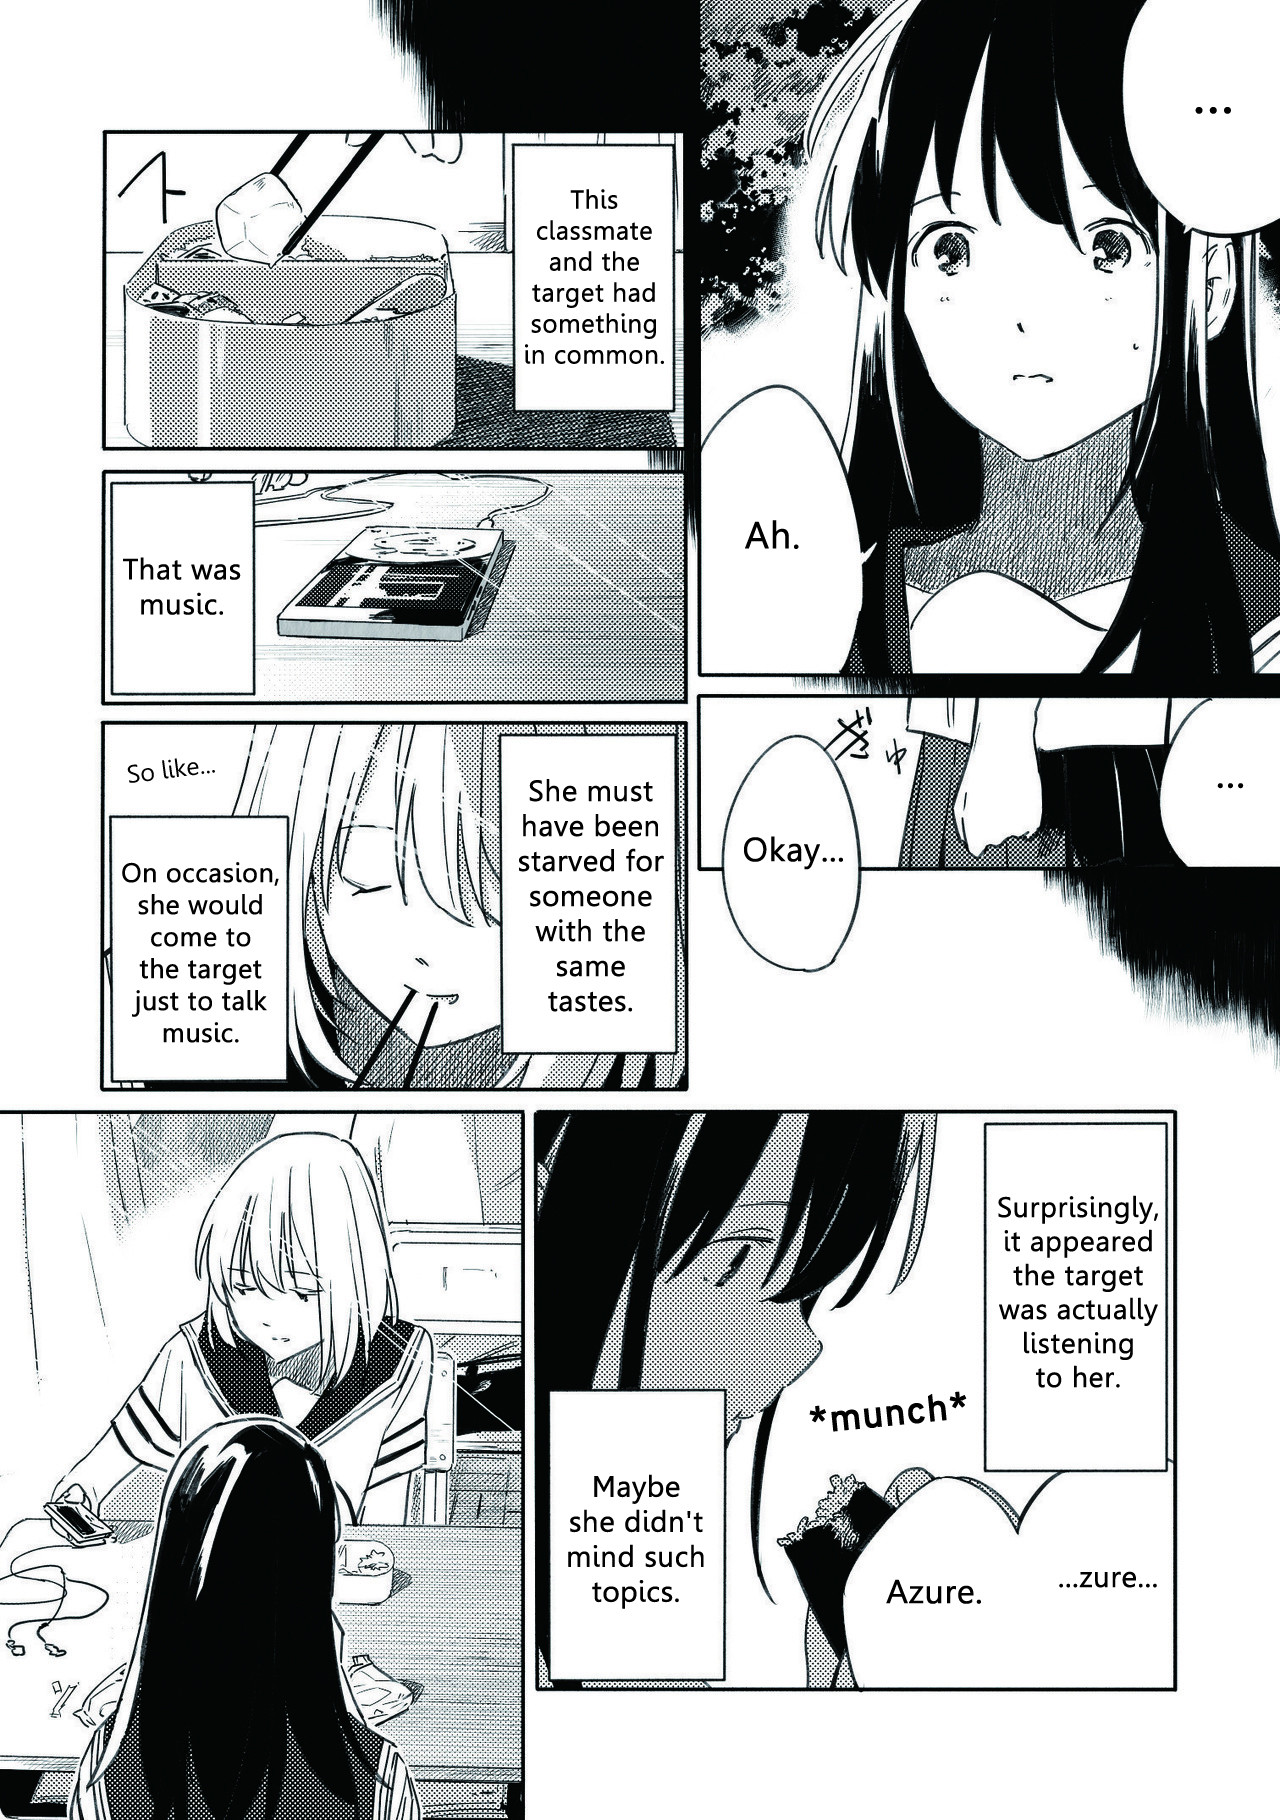 ...
Ah.
...
ぎゅ
Okay...
This
classmate
and the
target had
something
in common.
That was
music.
She must
have been
starved for
someone
with the
same
tastes.
So like...
On occasion,
she would
come to
the target
just to talk
music.
Surprisingly,
it appeared
the target
was actually
listening
to her.
*munch*
...zure...
Azure.
Maybe
she didn't
mind such
topics.